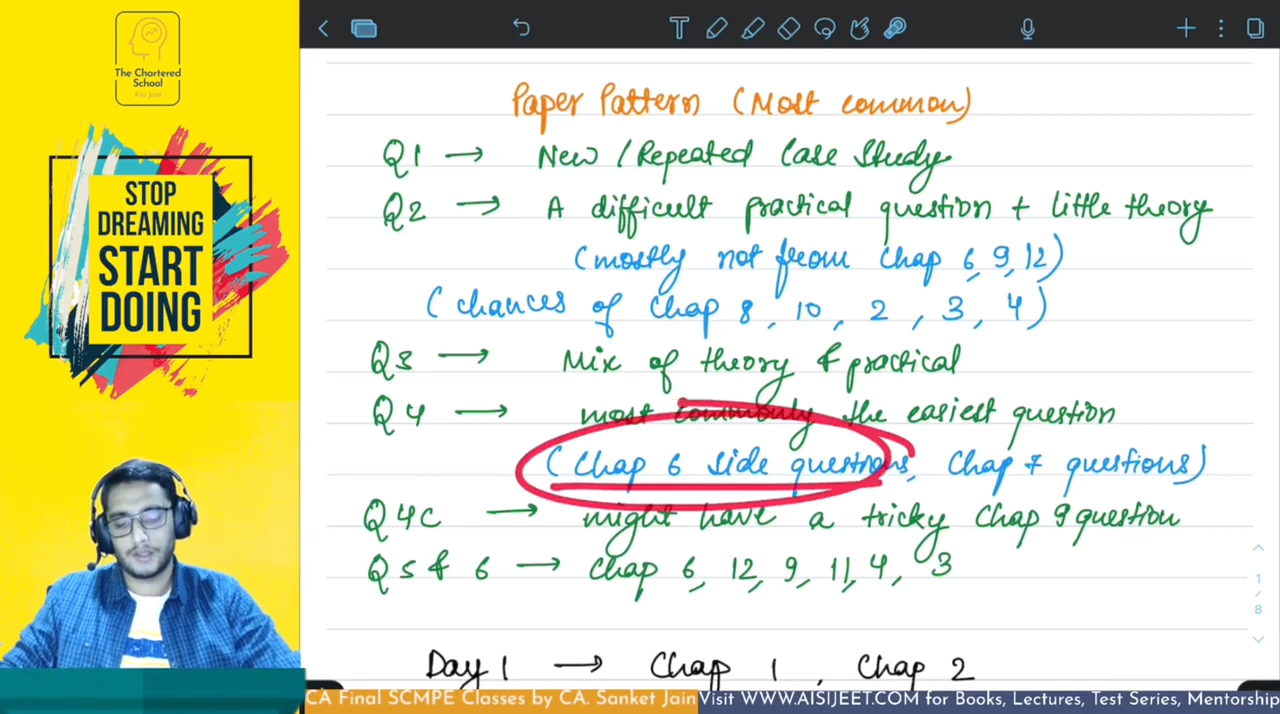 The Chartered
School
Aisi Jeet
STOP
DREAMING
START
DOING
Paper Pattern (Most common)
Q1 → New / Repeated Case Study
Q2 → A difficult practical question + little theory
(mostly not from Chap 6, 9, 12)
(chances of Chap 8, 10, 2, 3, 4)
Q3 → Mix of theory & practical
Q4 → most commonly the easiest question
(Chap 6 side questions, Chap 7 questions)
Q4C → might have a tricky Chap 9 question
Q5 & 6 → Chap 6, 12, 9, 11, 4, 3
Day 1 → Chap 1, Chap 2
1
/
8
CA Final SCMPE Classes by CA. Sanket Jain Visit WWW.AISIJEET.COM for Books, Lectures, Test Series, Mentorship